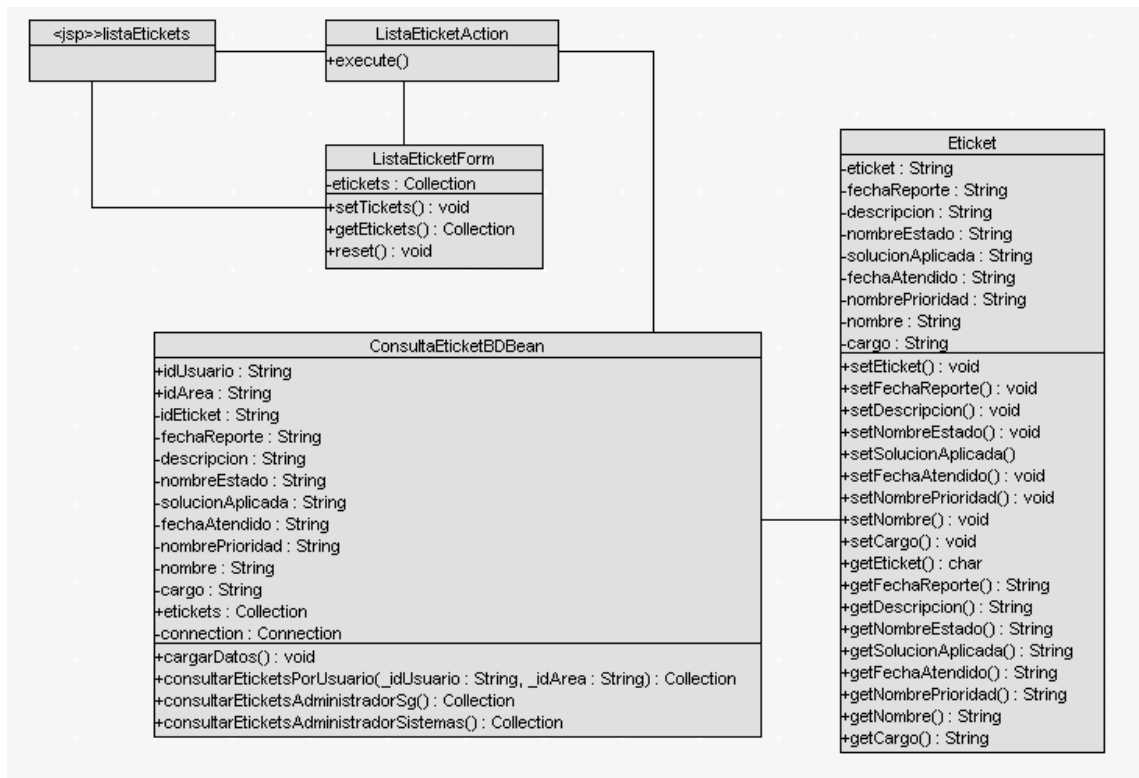 <jsp>>listaEtickets
ListaEticketAction
+execute()
ListaEticketForm
-etickets : Collection
+setTickets() : void
+getEtickets() : Collection
+reset() : void
ConsultaEticketBDBean
+idUsuario : String
+idArea : String
-idEticket : String
-fechaReporte : String
-descripcion : String
-nombreEstado : String
-solucionAplicada : String
-fechaAtendido : String
-nombrePrioridad : String
-nombre : String
-cargo : String
+etickets : Collection
-connection : Connection
+cargarDatos() : void
+consultarEticketsPorUsuario(_idUsuario : String, _idArea : String) : Collection
+consultarEticketsAdministradorSg() : Collection
+consultarEticketsAdministradorSistemas() : Collection
Eticket
-eticket : String
-fechaReporte : String
-descripcion : String
-nombreEstado : String
-solucionAplicada : String
-fechaAtendido : String
-nombrePrioridad : String
-nombre : String
-cargo : String
+setEticket() : void
+setFechaReporte() : void
+setDescripcion() : void
+setNombreEstado() : void
+setSolucionAplicada()
+setFechaAtendido() : void
+setNombrePrioridad() : void
+setNombre() : void
+setCargo() : void
+getEticket() : char
+getFechaReporte() : String
+getDescripcion() : String
+getNombreEstado() : String
+getSolucionAplicada() : String
+getFechaAtendido() : String
+getNombrePrioridad() : String
+getNombre() : String
+getCargo() : String